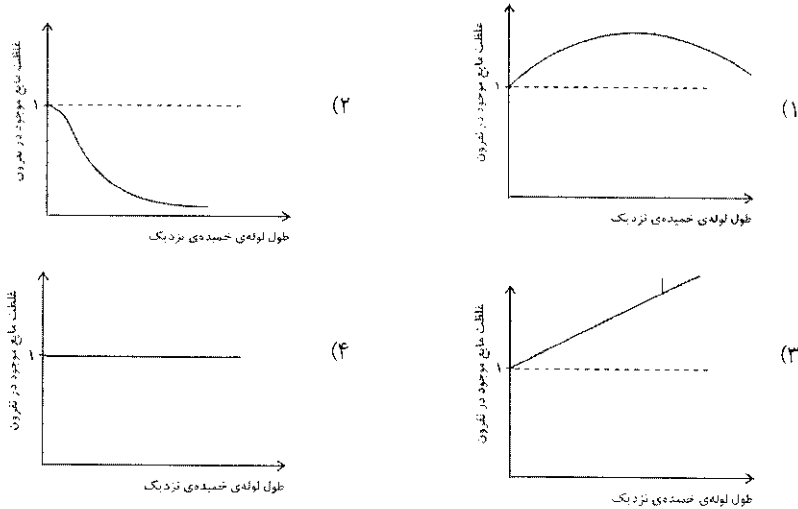 ۱)
غلظت مایع موجود در نفرون
۱
طول لوله‌ی خمیده‌ی نزدیک
۲)
غلظت مایع موجود در نفرون
۱
طول لوله‌ی خمیده‌ی نزدیک
۳)
غلظت مایع موجود در نفرون
۱
طول لوله‌ی خمیده‌ی نزدیک
۴)
غلظت مایع موجود در نفرون
۱
طول لوله‌ی خمیده‌ی نزدیک